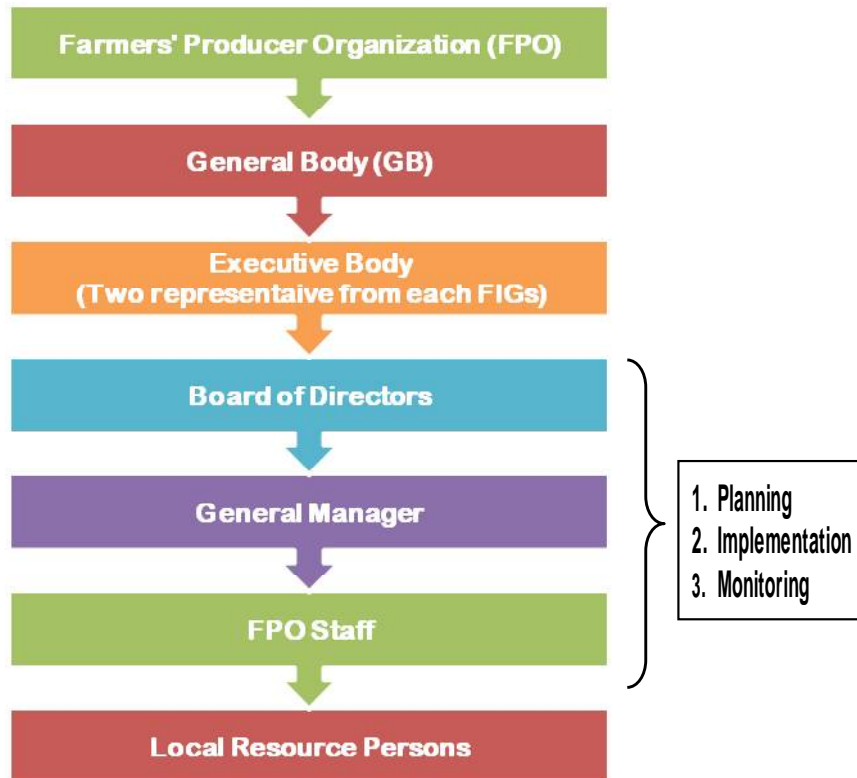 Farmers' Producer Organization (FPO)
General Body (GB)
Executive Body
(Two representaive from each FIGs)
Board of Directors
General Manager
FPO Staff
Local Resource Persons
1. Planning
2. Implementation
3. Monitoring